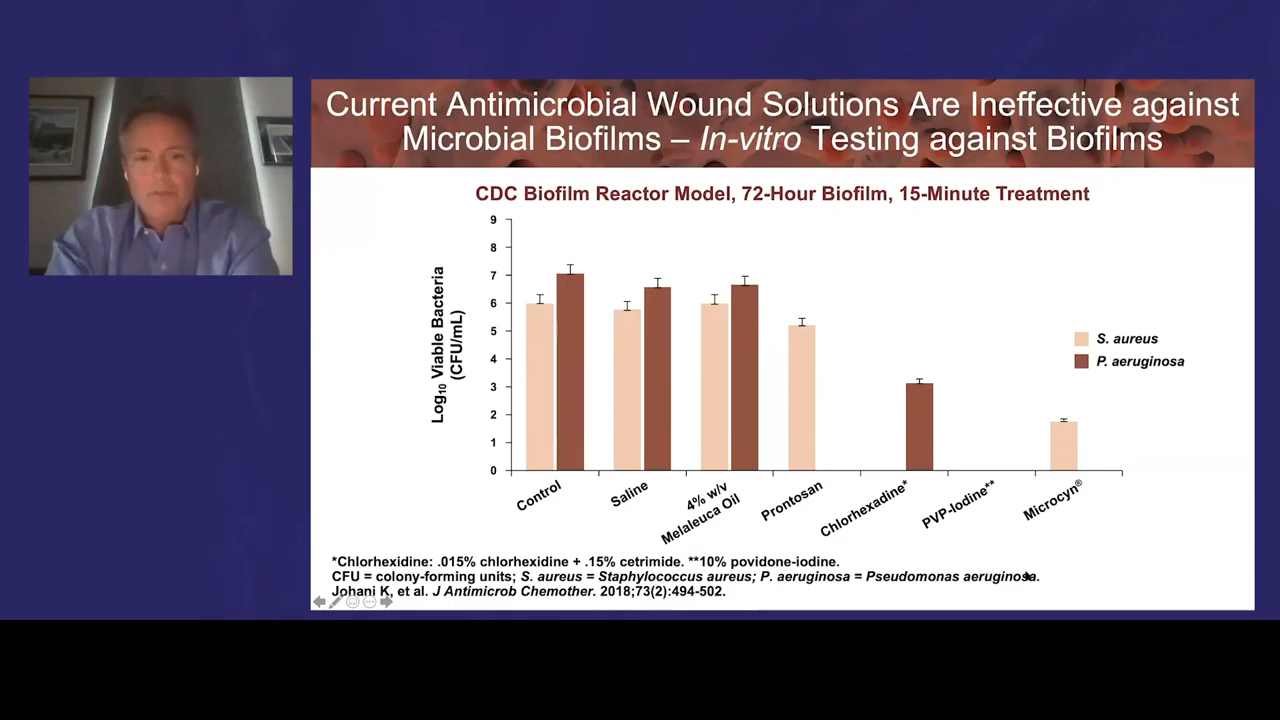 Current Antimicrobial Wound Solutions Are Ineffective against
Microbial Biofilms – In-vitro Testing against Biofilms
CDC Biofilm Reactor Model, 72-Hour Biofilm, 15-Minute Treatment
Log10 Viable Bacteria
(CFU/mL)
9
8
7
6
5
4
3
2
1
0
S. aureus
P. aeruginosa
Control
Saline
4% w/v
Melaleuca Oil
Prontosan
Chlorhexadine*
PVP-Iodine**
Microcyn®
*Chlorhexidine: .015% chlorhexidine + .15% cetrimide. **10% povidone-iodine.
CFU = colony-forming units; S. aureus = Staphylococcus aureus; P. aeruginosa = Pseudomonas aeruginosa.
Johani K, et al. J Antimicrob Chemother. 2018;73(2):494-502.